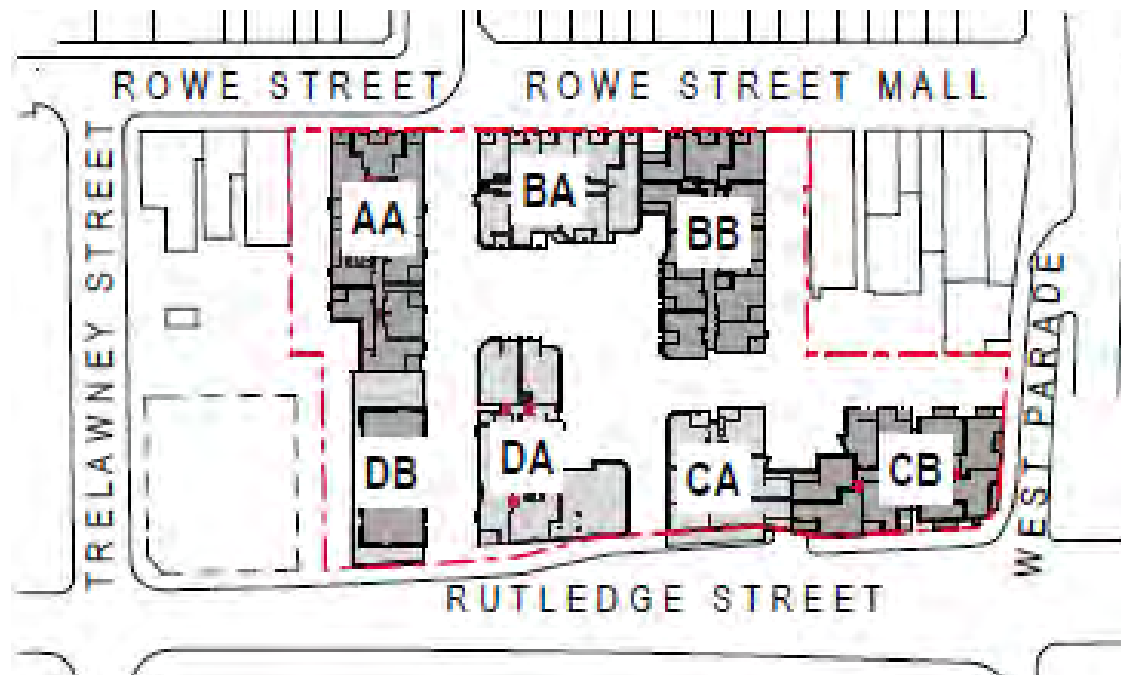 ROWE STREET
ROWE STREET MALL
TRELAWNEY STREET
AA
BA
BB
WEST PARADE
DB
DA
CA
CB
RUTLEDGE STREET